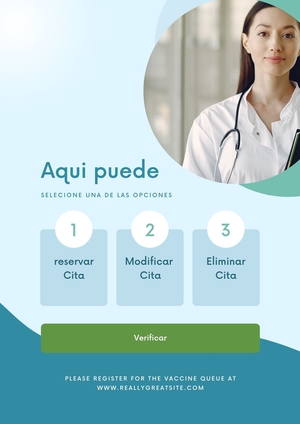 Aqui puede
SELECIONE UNA DE LAS OPCIONES
1
reservar
Cita
2
Modificar
Cita
3
Eliminar
Cita
Verificar
PLEASE REGISTER FOR THE VACCINE QUEUE AT
WWW.REALLYGREATSITE.COM